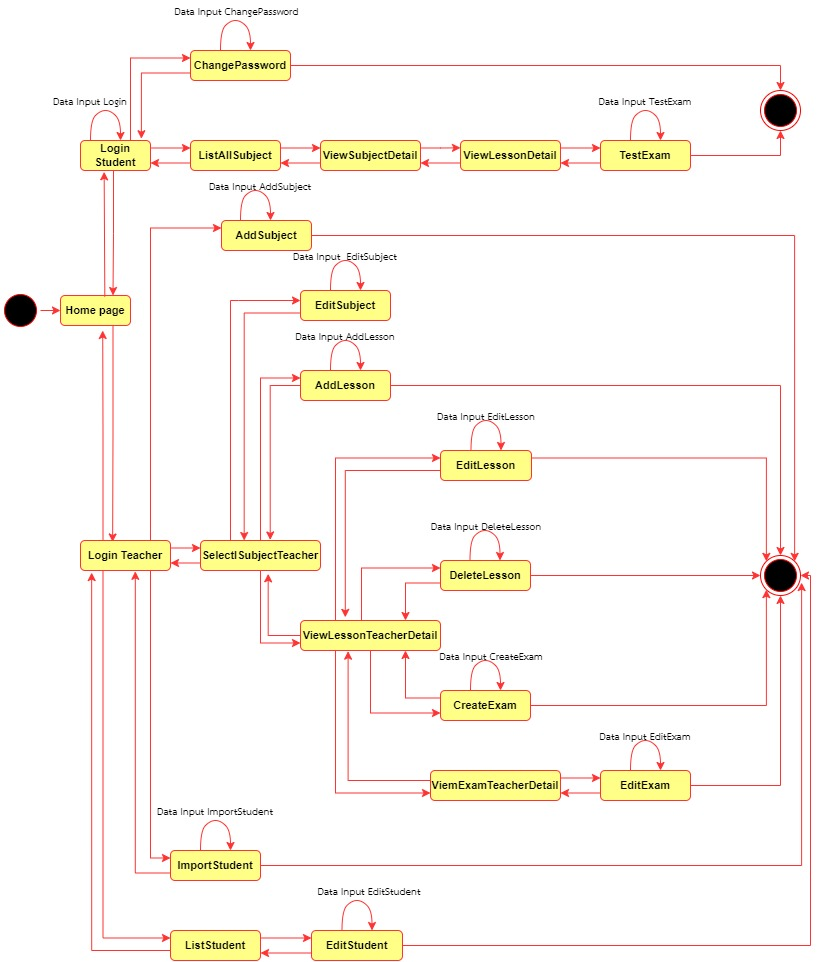 Data Input ChangePassword
ChangePassword
Data Input Login
Data Input TestExam
Login
Student
ListAllSubject
ViewSubjectDetail
ViewLessonDetail
TestExam
Data Input AddSubject
AddSubject
Data Input  EditSubject
Home page
EditSubject
Data Input AddLesson
AddLesson
Data Input EditLesson
EditLesson
Data Input DeleteLesson
Login Teacher
SelectlSubjectTeacher
DeleteLesson
ViewLessonTeacherDetail
Data Input CreateExam
CreateExam
Data Input EditExam
ViemExamTeacherDetail
EditExam
Data Input ImportStudent
ImportStudent
Data Input EditStudent
ListStudent
EditStudent